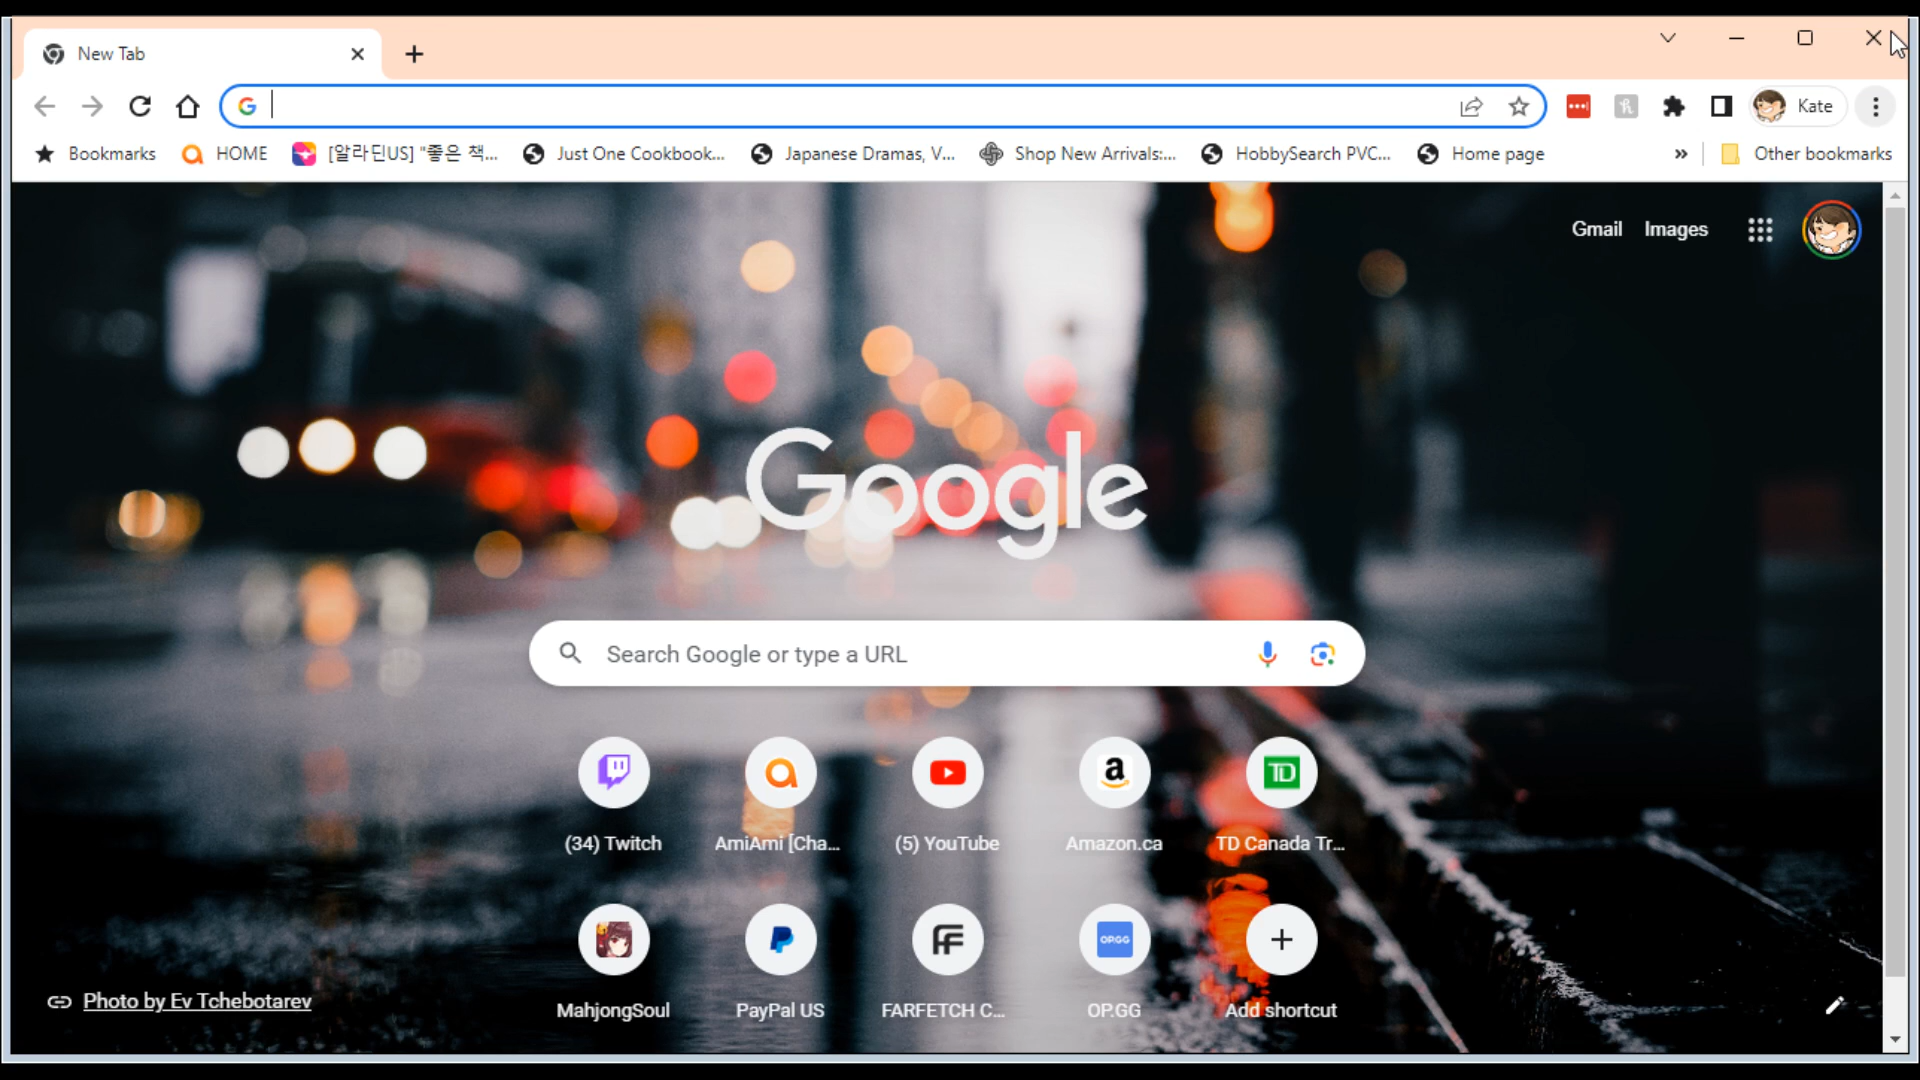 New Tab
Kate
Bookmarks HOME [알라딘US] "좋은 책... Just One Cookbook... Japanese Dramas, V... Shop New Arrivals:... HobbySearch PVC... Home page » Other bookmarks
Gmail Images
Google
Search Google or type a URL
(34) Twitch AmiAmi [Cha... (5) YouTube Amazon.ca TD Canada Tr...
OP.GG
MahjongSoul PayPal US FARFETCH C... OP.GG Add shortcut
Photo by Ev Tchebotarev